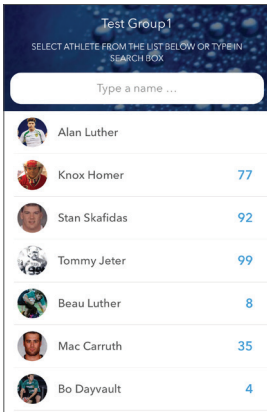 Test Group1
SELECT ATHLETE FROM THE LIST BELOW OR TYPE IN
SEARCH BOX
Type a name ...
Alan Luther
Knox Homer 77
Stan Skafidas 92
Tommy Jeter 99
Beau Luther 8
Mac Carruth 35
Bo Dayvault 4